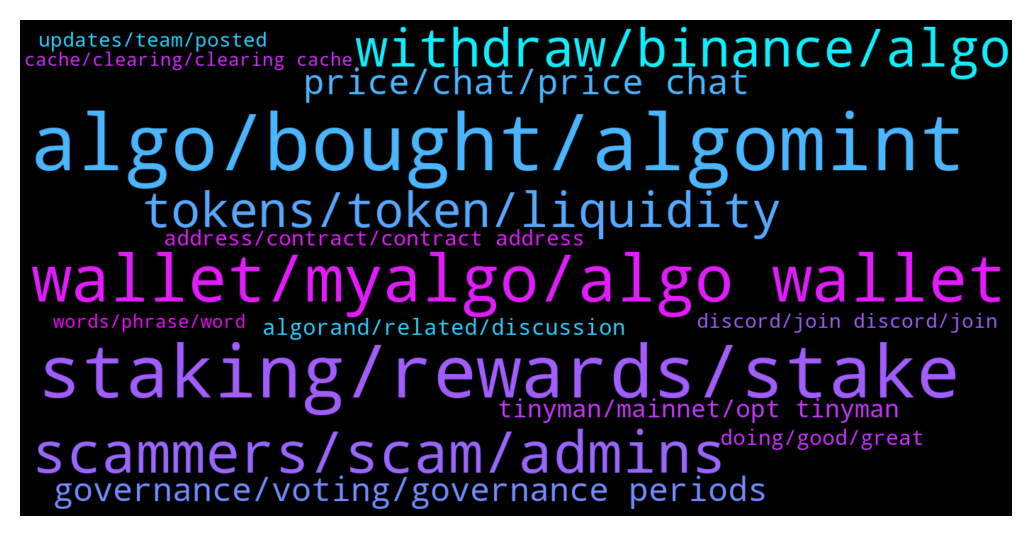 updates/team/posted
withdraw/binance/algo
cache/clearing/clearing cache
price/chat/price chat
algo/bought/algomint
tokens/token/liquidity
address/contract/contract address
wallet/myalgo/algo wallet
words/phrase/word
algorand/related/discussion
discord/join discord/join
staking/rewards/stake
tinyman/mainnet/opt tinyman
scammers/scam/admins
doing/good/great
governance/voting/governance periods